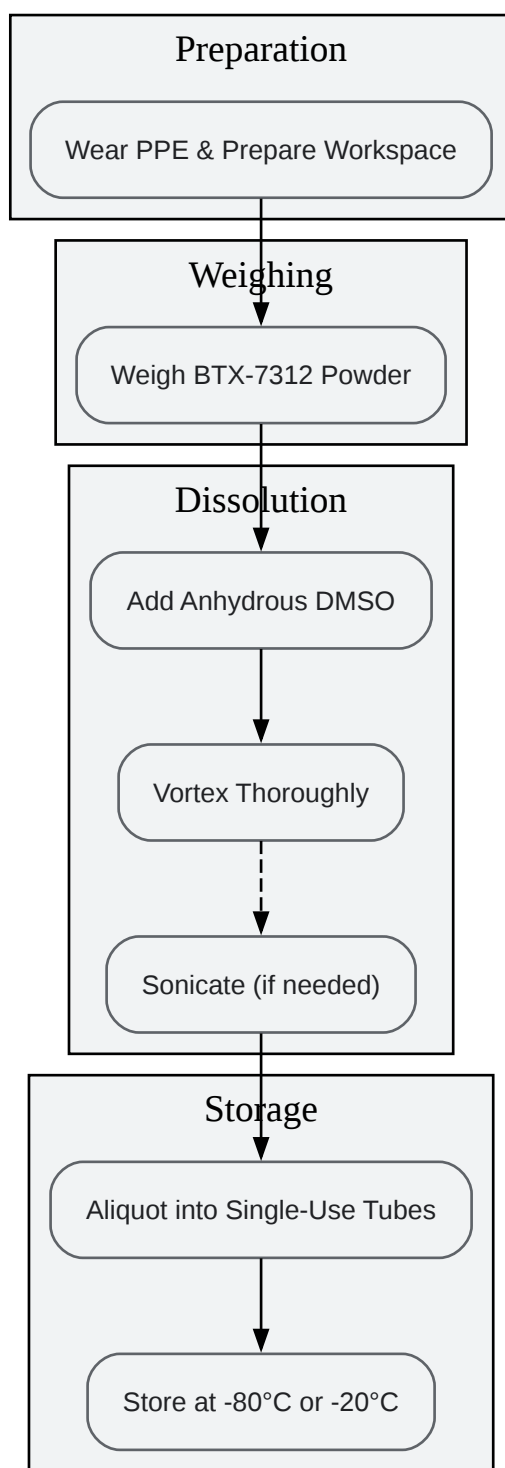 Preparation
Wear PPE & Prepare Workspace
Weighing
Weigh BTX-7312 Powder
Dissolution
Add Anhydrous DMSO
Vortex Thoroughly
Sonicate (if needed)
Storage
Aliquot into Single-Use Tubes
Store at -80°C or -20°C